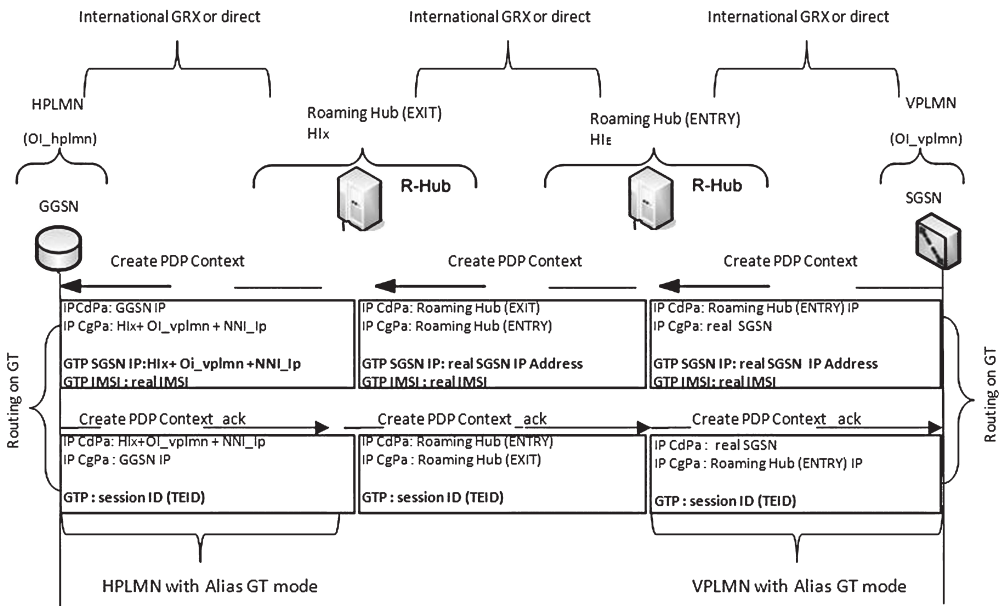 International GRX or direct
International GRX or direct
International GRX or direct
HPLMN
(OI_hplmn)
Roaming Hub (EXIT)
HIx
Roaming Hub (ENTRY)
HIE
VPLMN
(OI_vplmn)
R-Hub
R-Hub
GGSN
SGSN
Create PDP Context
Create PDP Context
Create PDP Context
IP CdPa: GGSN IP
IP CgPa: HIx+ OI_vplmn + NNI_Ip
GTP SGSN IP:HIx+ Oi_vplmn +NNI_Ip
GTP IMSI : real IMSI
IP CdPa: Roaming Hub (EXIT)
IP CgPa: Roaming Hub (ENTRY)
GTP SGSN IP: real SGSN IP Address
GTP IMSI: real IMSI
IP CdPa: Roaming Hub (ENTRY) IP
IP CgPa: real SGSN
GTP SGSN IP: real SGSN IP Address
GTP IMSI: real IMSI
Routing on GT
Routing on GT
Create PDP Context_ack
Create PDP Context _ack
Create PDP Context _ack
IP CdPa: HIx+OI_vplmn + NNI_Ip
IP CgPa : GGSN IP
GTP : session ID (TEID)
IP CdPa: Roaming Hub (ENTRY)
IP CgPa : Roaming Hub (EXIT)
GTP : session ID (TEID)
IP CdPa : real SGSN
IP CgPa : Roaming Hub (ENTRY) IP
GTP : session ID (TEID)
HPLMN with Alias GT mode
VPLMN with Alias GT mode